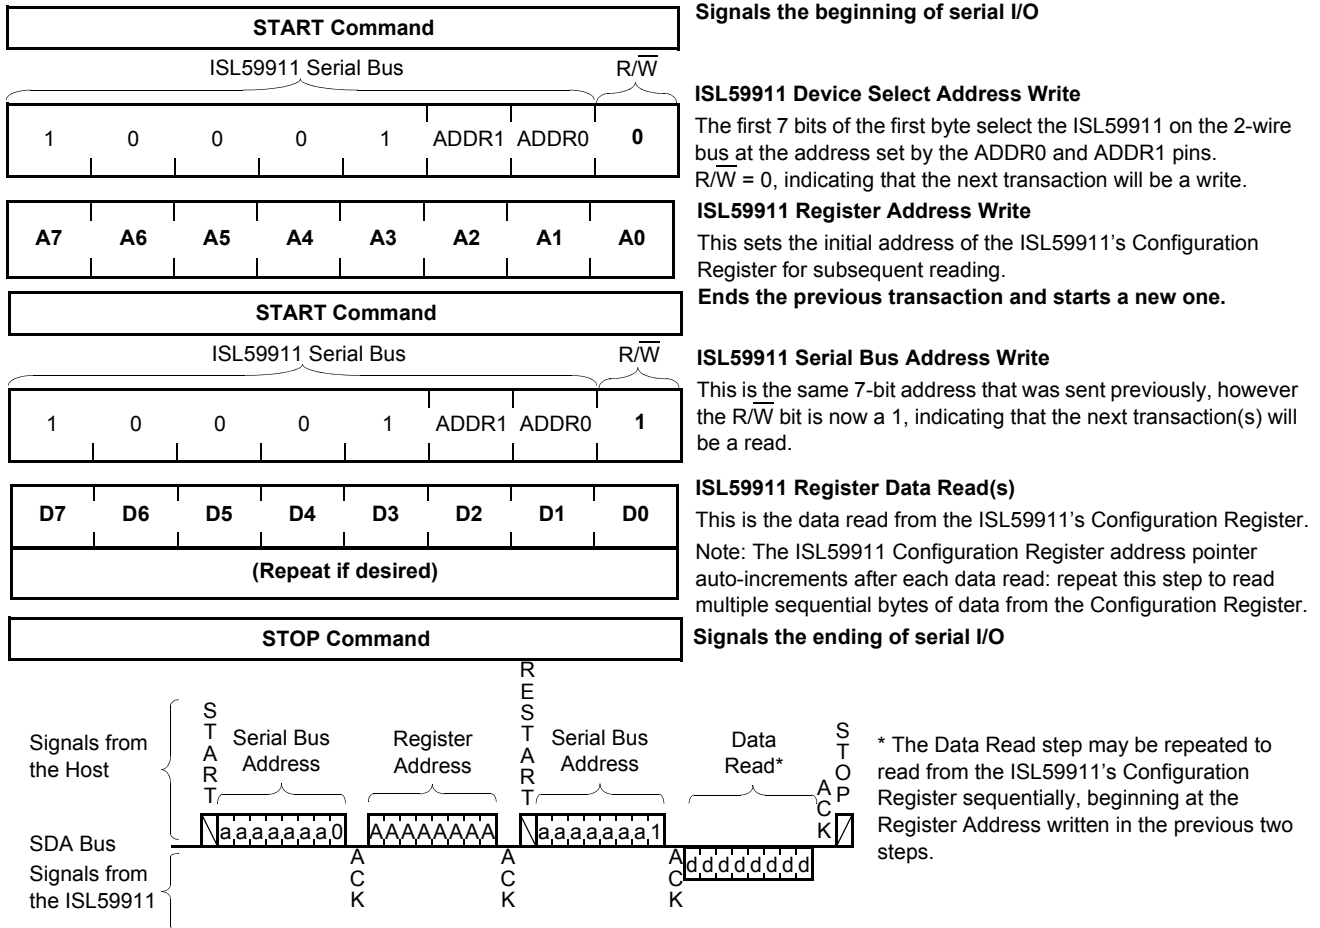 START Command
Signals the beginning of serial I/O
ISL59911 Serial Bus R/W
1 0 0 0 1 ADDR1 ADDR0 0
ISL59911 Device Select Address Write
The first 7 bits of the first byte select the ISL59911 on the 2-wire
bus at the address set by the ADDR0 and ADDR1 pins.
R/W = 0, indicating that the next transaction will be a write.
A7 A6 A5 A4 A3 A2 A1 A0
ISL59911 Register Address Write
This sets the initial address of the ISL59911's Configuration
Register for subsequent reading.
START Command
Ends the previous transaction and starts a new one.
ISL59911 Serial Bus R/W
1 0 0 0 1 ADDR1 ADDR0 1
ISL59911 Serial Bus Address Write
This is the same 7-bit address that was sent previously, however
the R/W bit is now a 1, indicating that the next transaction(s) will
be a read.
D7 D6 D5 D4 D3 D2 D1 D0
(Repeat if desired)
ISL59911 Register Data Read(s)
This is the data read from the ISL59911's Configuration Register.
Note: The ISL59911 Configuration Register address pointer
auto-increments after each data read: repeat this step to read
multiple sequential bytes of data from the Configuration Register.
STOP Command
Signals the ending of serial I/O
Signals from
the Host
START
Serial Bus
Address
Register
Address
RESTART
Serial Bus
Address
Data
Read*
ACK
STOP
a a a a a a a 0
A A A A A A A A
a a a a a a a 1
SDA Bus
Signals from
the ISL59911
ACK
ACK
ACK
d d d d d d d d
* The Data Read step may be repeated to
read from the ISL59911's Configuration
Register sequentially, beginning at the
Register Address written in the previous two
steps.